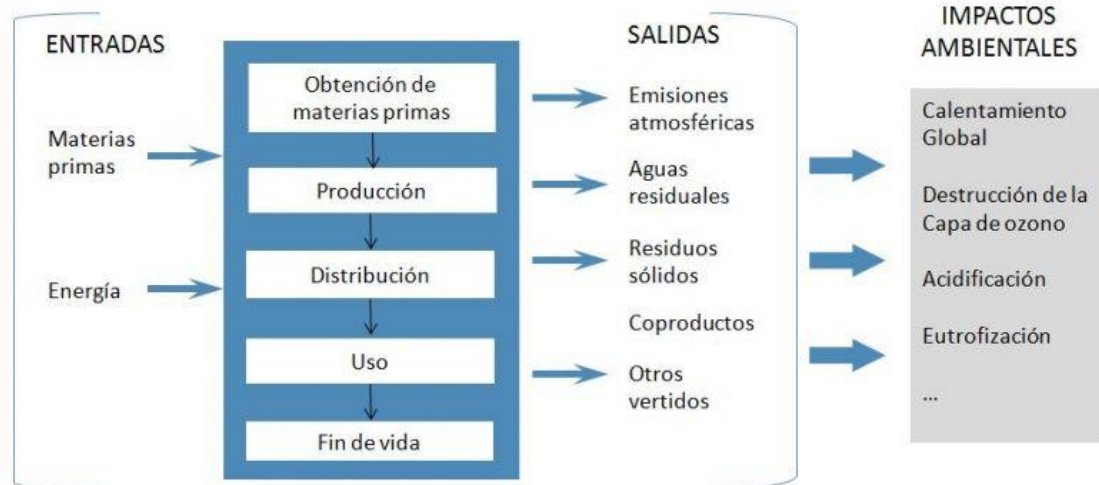 ENTRADAS
Materias
primas
Energía
Obtención de
materias primas
Producción
Distribución
Uso
Fin de vida
SALIDAS
Emisiones
atmosféricas
Aguas
residuales
Residuos
sólidos
Coproductos
Otros
vertidos
IMPACTOS
AMBIENTALES
Calentamiento
Global
Destrucción de la
Capa de ozono
Acidificación
Eutrofización
...